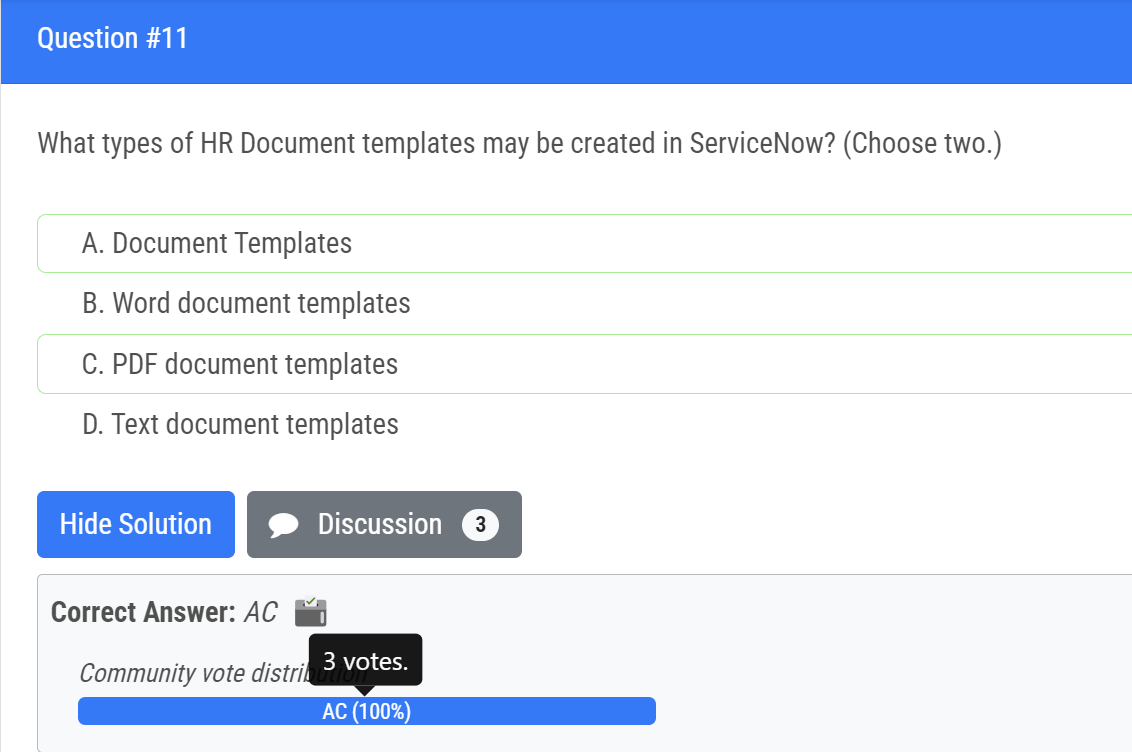 Question #11
What types of HR Document templates may be created in ServiceNow? (Choose two.)
A. Document Templates
B. Word document templates
C. PDF document templates
D. Text document templates
Hide Solution
Discussion 3
Correct Answer: AC
3 votes.
Community vote distribution
AC (100%)